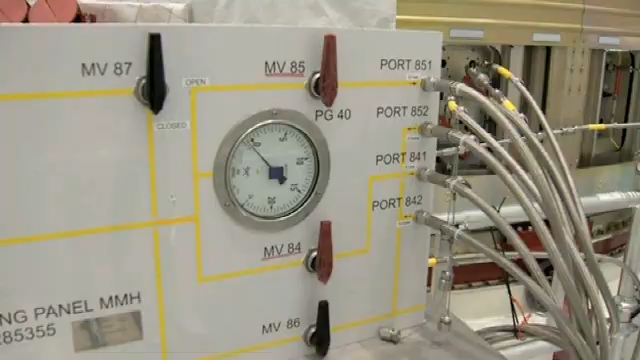 MV 87
OPEN
MV 85
PORT 851
PG 40
PORT 852
CLOSED
PORT 841
PORT 842
MV 84
NG PANEL MMH
285355
MV 86